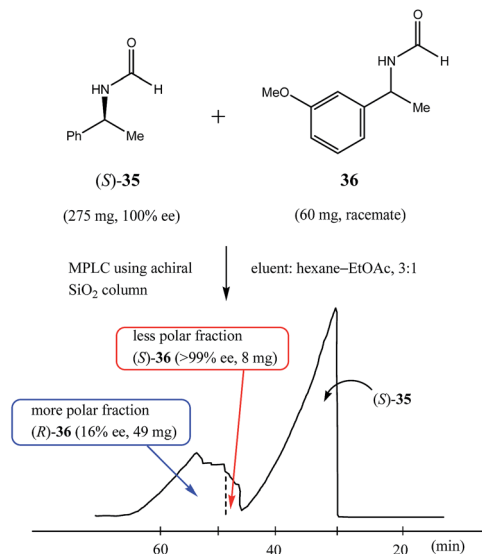 O
HN
H
Ph
Me
(S)-35
(275 mg, 100% ee)
+
O
HN
H
MeO
Me
36
(60 mg, racemate)
MPLC using achiral
SiO₂ column
eluent: hexane–EtOAc, 3:1
less polar fraction
(S)-36 (>99% ee, 8 mg)
more polar fraction
(R)-36 (16% ee, 49 mg)
(S)-35
60
40
20
(min)